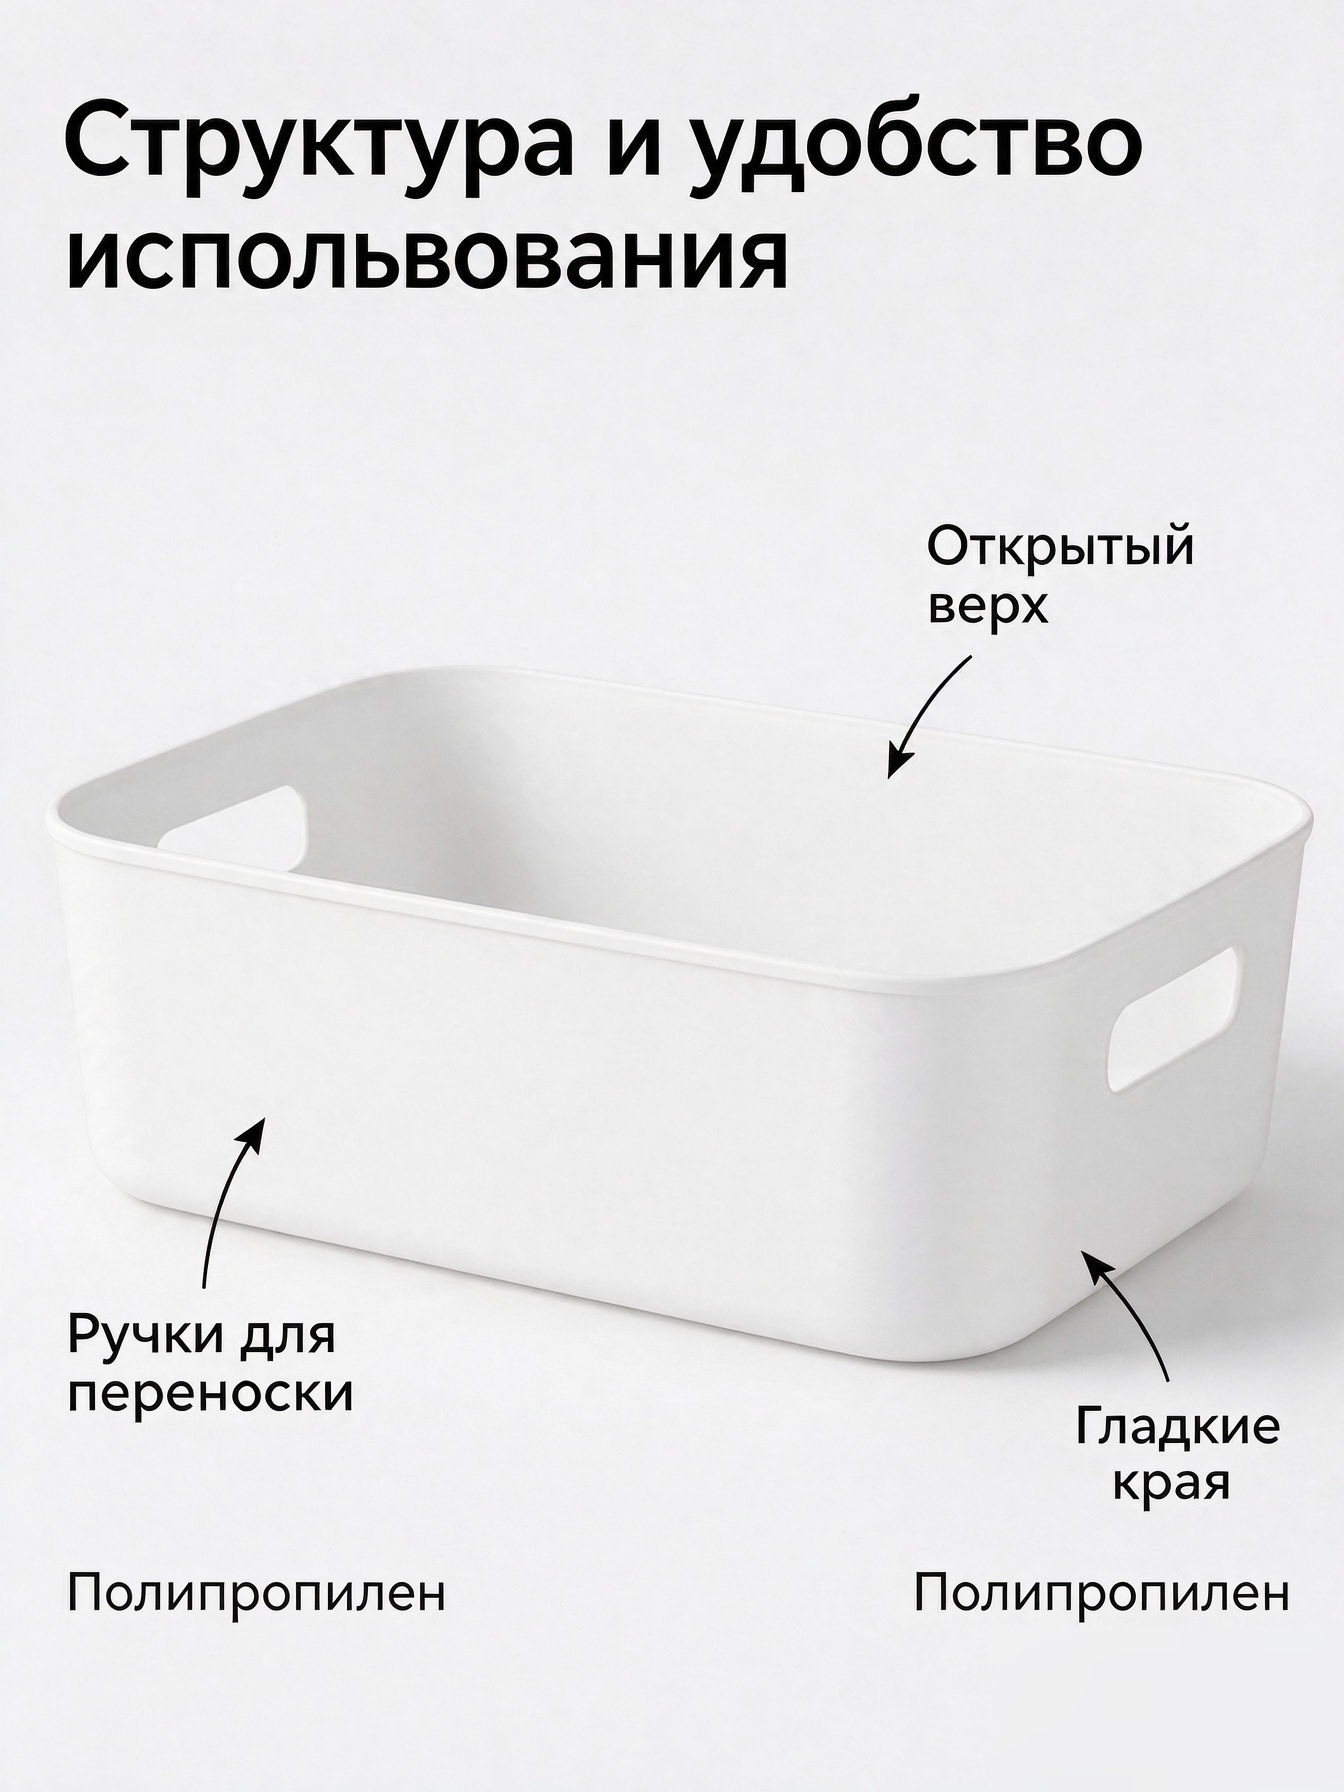 Структура и удобство
испольвования
Открытый
верх
Ручки для
переноски
Гладкие
края
Полипропилен
Полипропилен